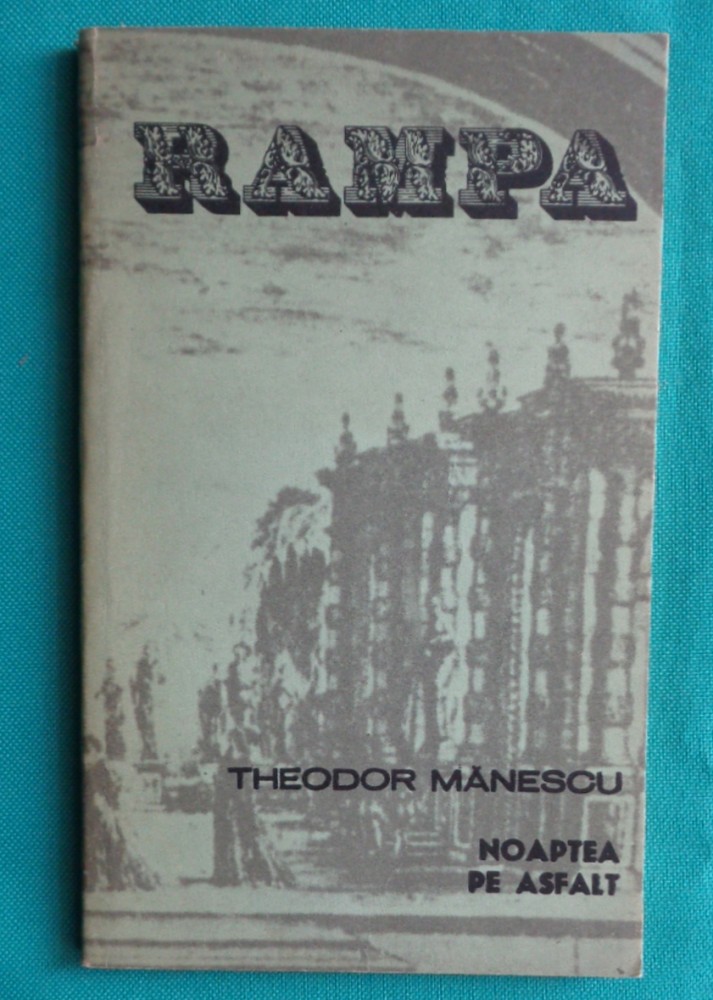 RAMPA
THEODOR MĂNESCU
NOAPTEA
PE ASFALT